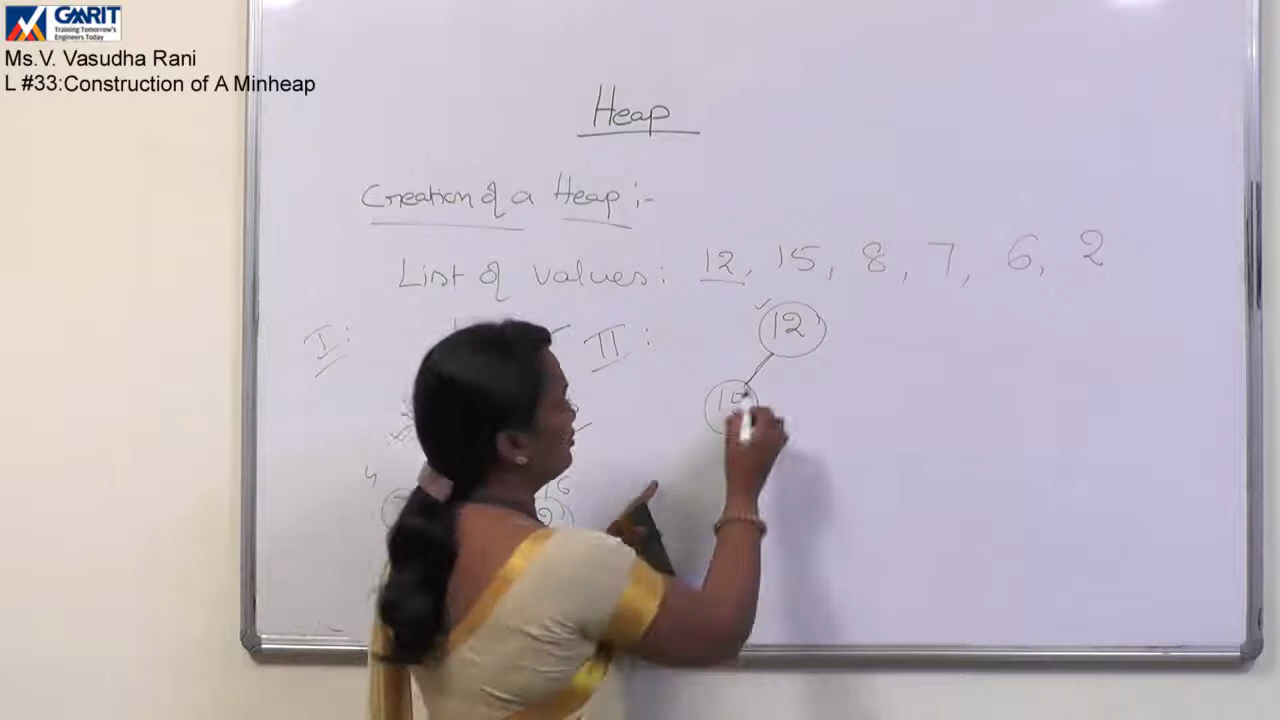 GMRIT
Training Tomorrow's
Engineers Today
Ms.V. Vasudha Rani
L #33:Construction of A Minheap
Heap
Creation of a Heap :-
List of values: 12, 15, 8, 7, 6, 2
I: II:
12
15